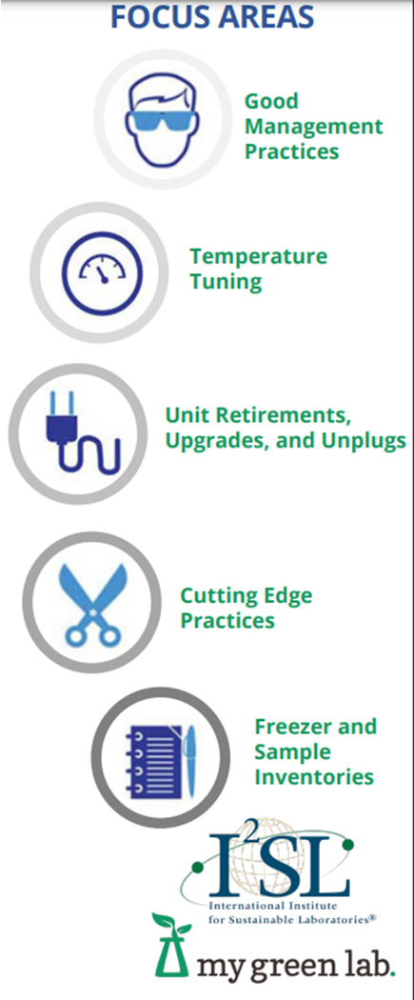 FOCUS AREAS
Good
Management
Practices
Temperature
Tuning
Unit Retirements,
Upgrades, and Unplugs
Cutting Edge
Practices
Freezer and
Sample
Inventories
I²SL
International Institute
for Sustainable Laboratories®
my green lab.